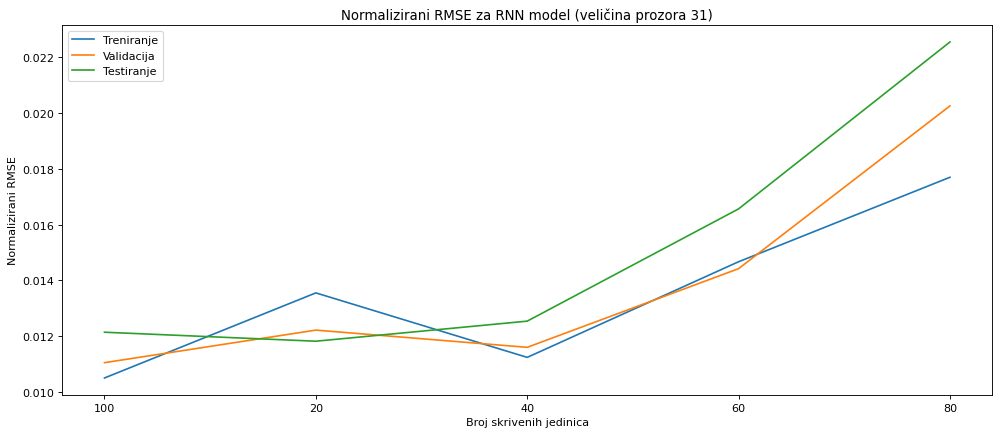 Normalizirani RMSE za RNN model (veličina prozora 31)
Treniranje
Validacija
Testiranje
Normalizirani RMSE
0.022
0.020
0.018
0.016
0.014
0.012
0.010
100 20 40 60 80
Broj skrivenih jedinica